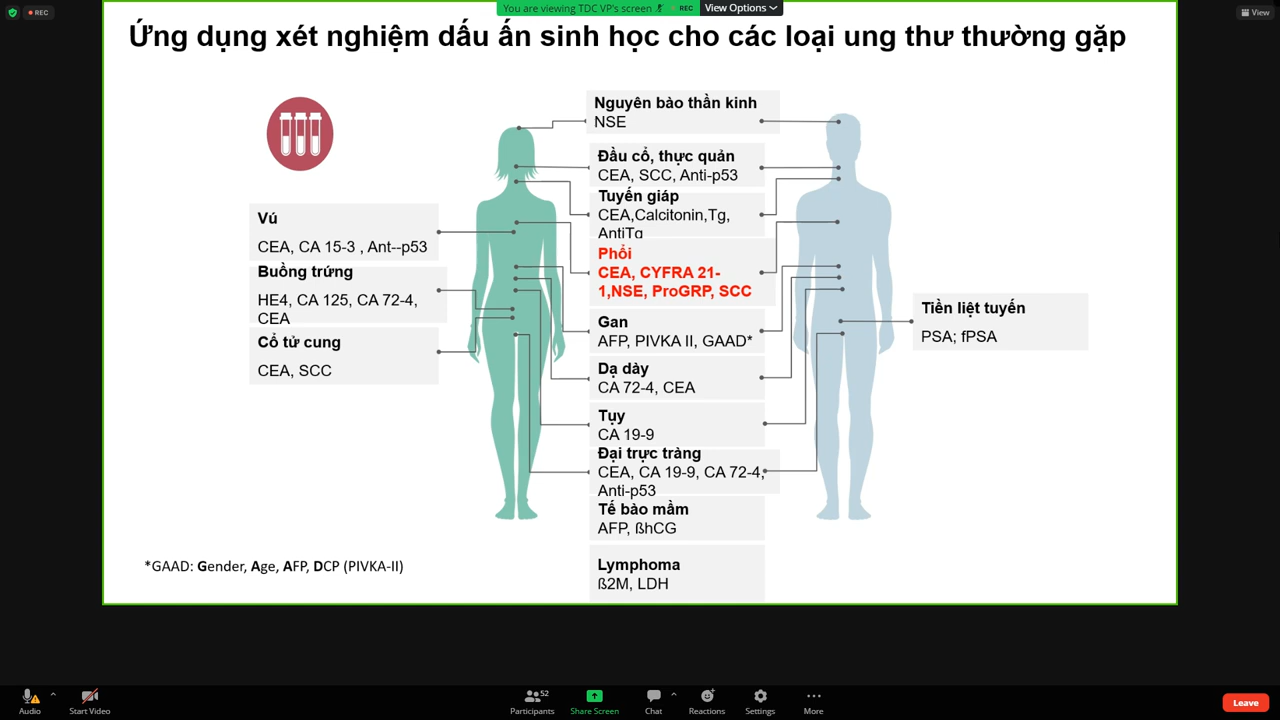 REC
You are viewing TDC VP's screen
REC
View Options
View
Ứng dụng xét nghiệm dấu ấn sinh học cho các loại ung thư thường gặp
Nguyên bào thần kinh
NSE
Đầu cổ, thực quản
CEA, SCC, Anti-p53
Tuyến giáp
CEA,Calcitonin,Tg,
AntiTg
Phổi
CEA, CYFRA 21-
1,NSE, ProGRP, SCC
Gan
AFP, PIVKA II, GAAD*
Dạ dày
CA 72-4, CEA
Tụy
CA 19-9
Đại trực tràng
CEA, CA 19-9, CA 72-4,
Anti-p53
Tế bào mầm
AFP, ßhCG
Lymphoma
ß2M, LDH
Vú
CEA, CA 15-3 , Ant--p53
Buồng trứng
HE4, CA 125, CA 72-4,
CEA
Cổ tử cung
CEA, SCC
Tiền liệt tuyến
PSA; fPSA
*GAAD: Gender, Age, AFP, DCP (PIVKA-II)
Audio
Start Video
52
Participants
Share Screen
Chat
Reactions
Settings
More
Leave